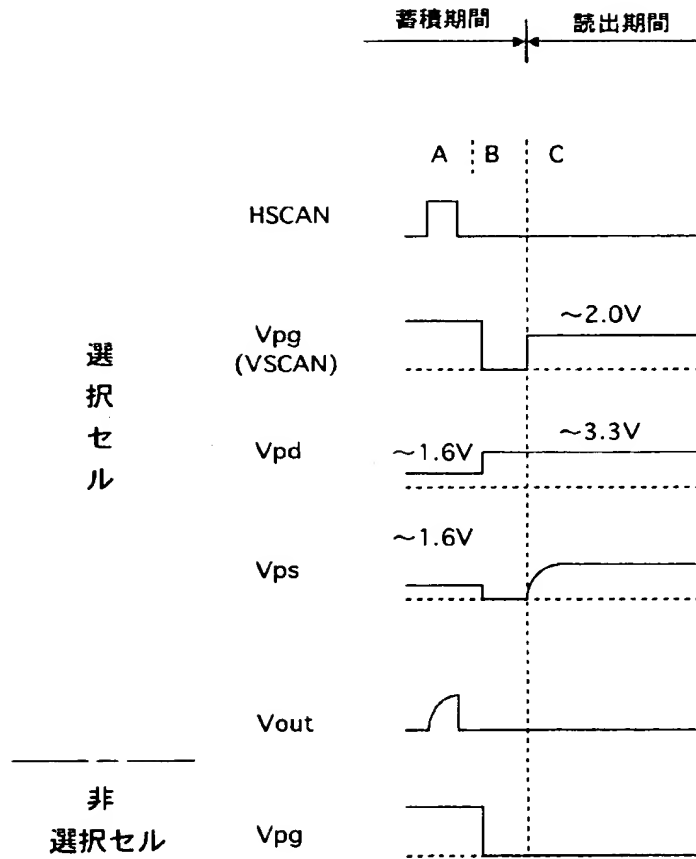 蓄積期間 読出期間
A B C
HSCAN
Vpg
(VSCAN)
～2.0V
Vpd
～1.6V
～3.3V
～1.6V
Vps
Vout
選択セル
非
選択セル
Vpg